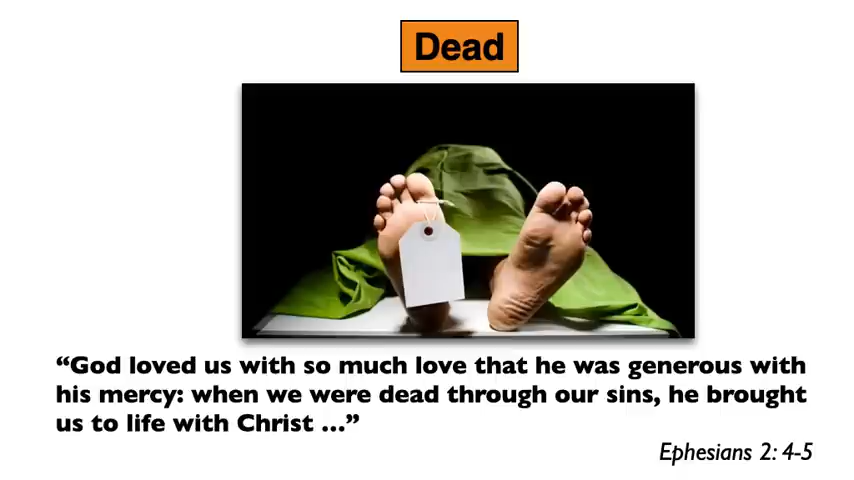 Dead
“God loved us with so much love that he was generous with
his mercy: when we were dead through our sins, he brought
us to life with Christ ...”
Ephesians 2: 4-5